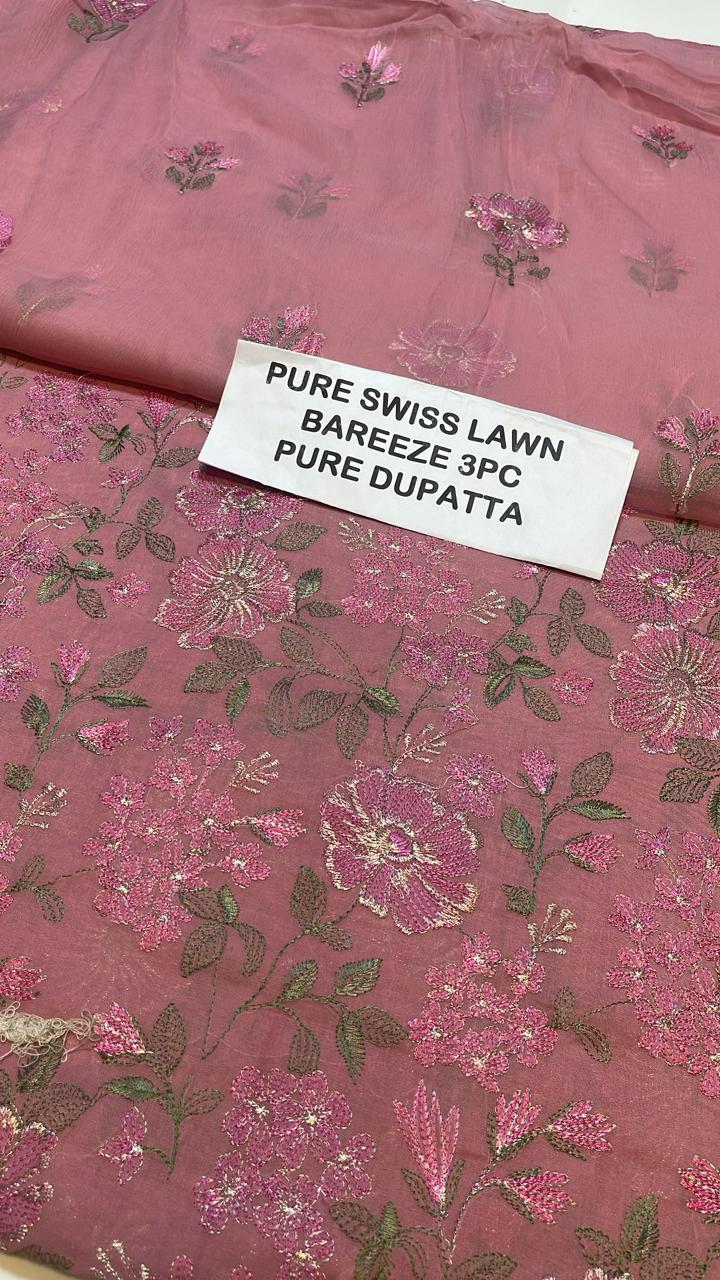 PURE SWISS LAWN
BAREEZE 3PC
PURE DUPATTA